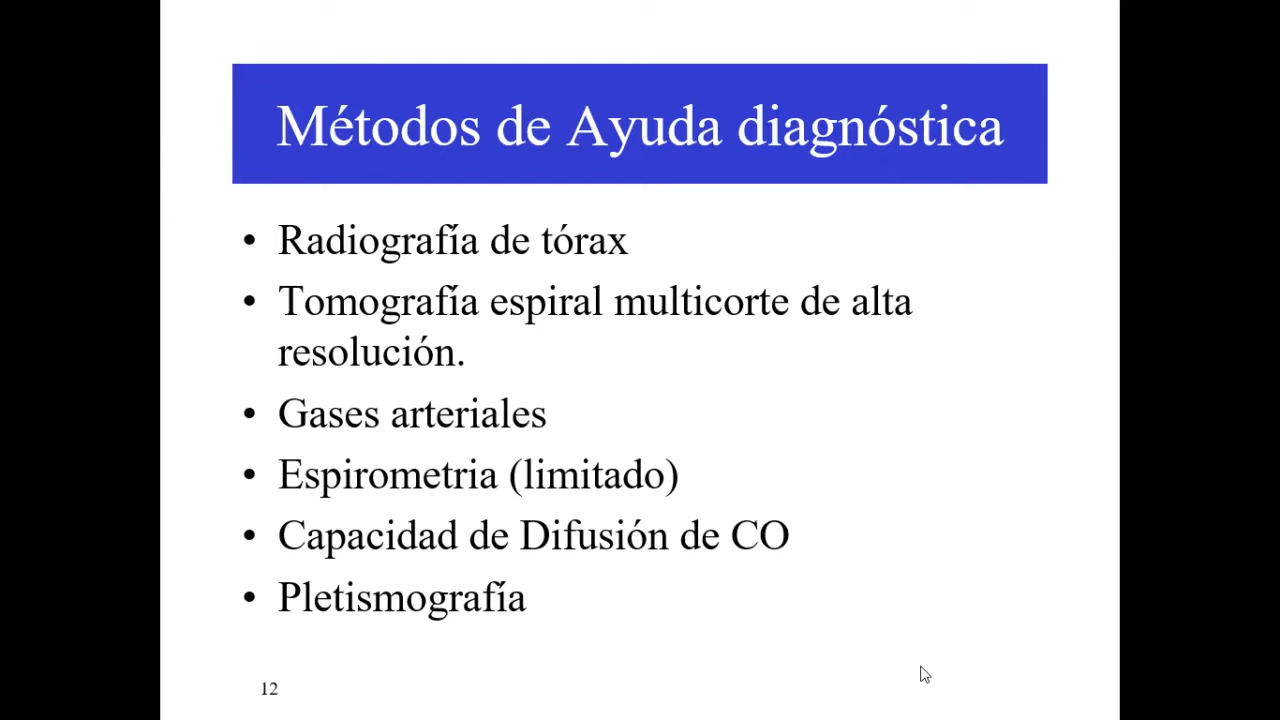 Métodos de Ayuda diagnóstica
• Radiografía de tórax
• Tomografía espiral multicorte de alta
resolución.
• Gases arteriales
• Espirometria (limitado)
• Capacidad de Difusión de CO
• Pletismografía
12